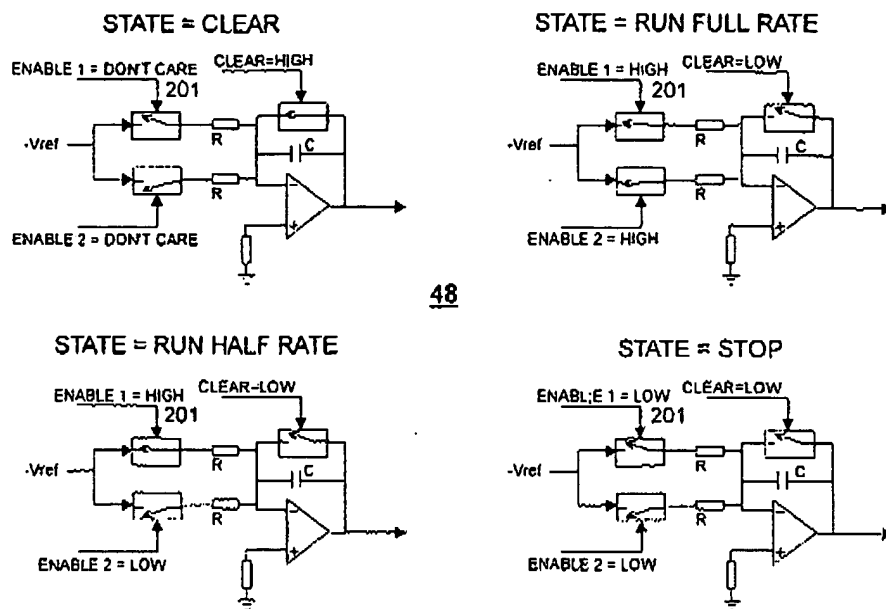 STATE = CLEAR
ENABLE 1 = DON'T CARE
CLEAR=HIGH
201
-Vref
R
C
R
ENABLE 2 = DON'T CARE
STATE = RUN FULL RATE
ENABLE 1 = HIGH
CLEAR=LOW
201
-Vref
R
C
R
ENABLE 2 = HIGH
48
STATE = RUN HALF RATE
ENABLE 1 = HIGH
CLEAR=LOW
201
-Vref
R
C
R
ENABLE 2 = LOW
STATE = STOP
ENABL;E 1 = LOW
CLEAR=LOW
201
-Vref
R
C
R
ENABLE 2 = LOW